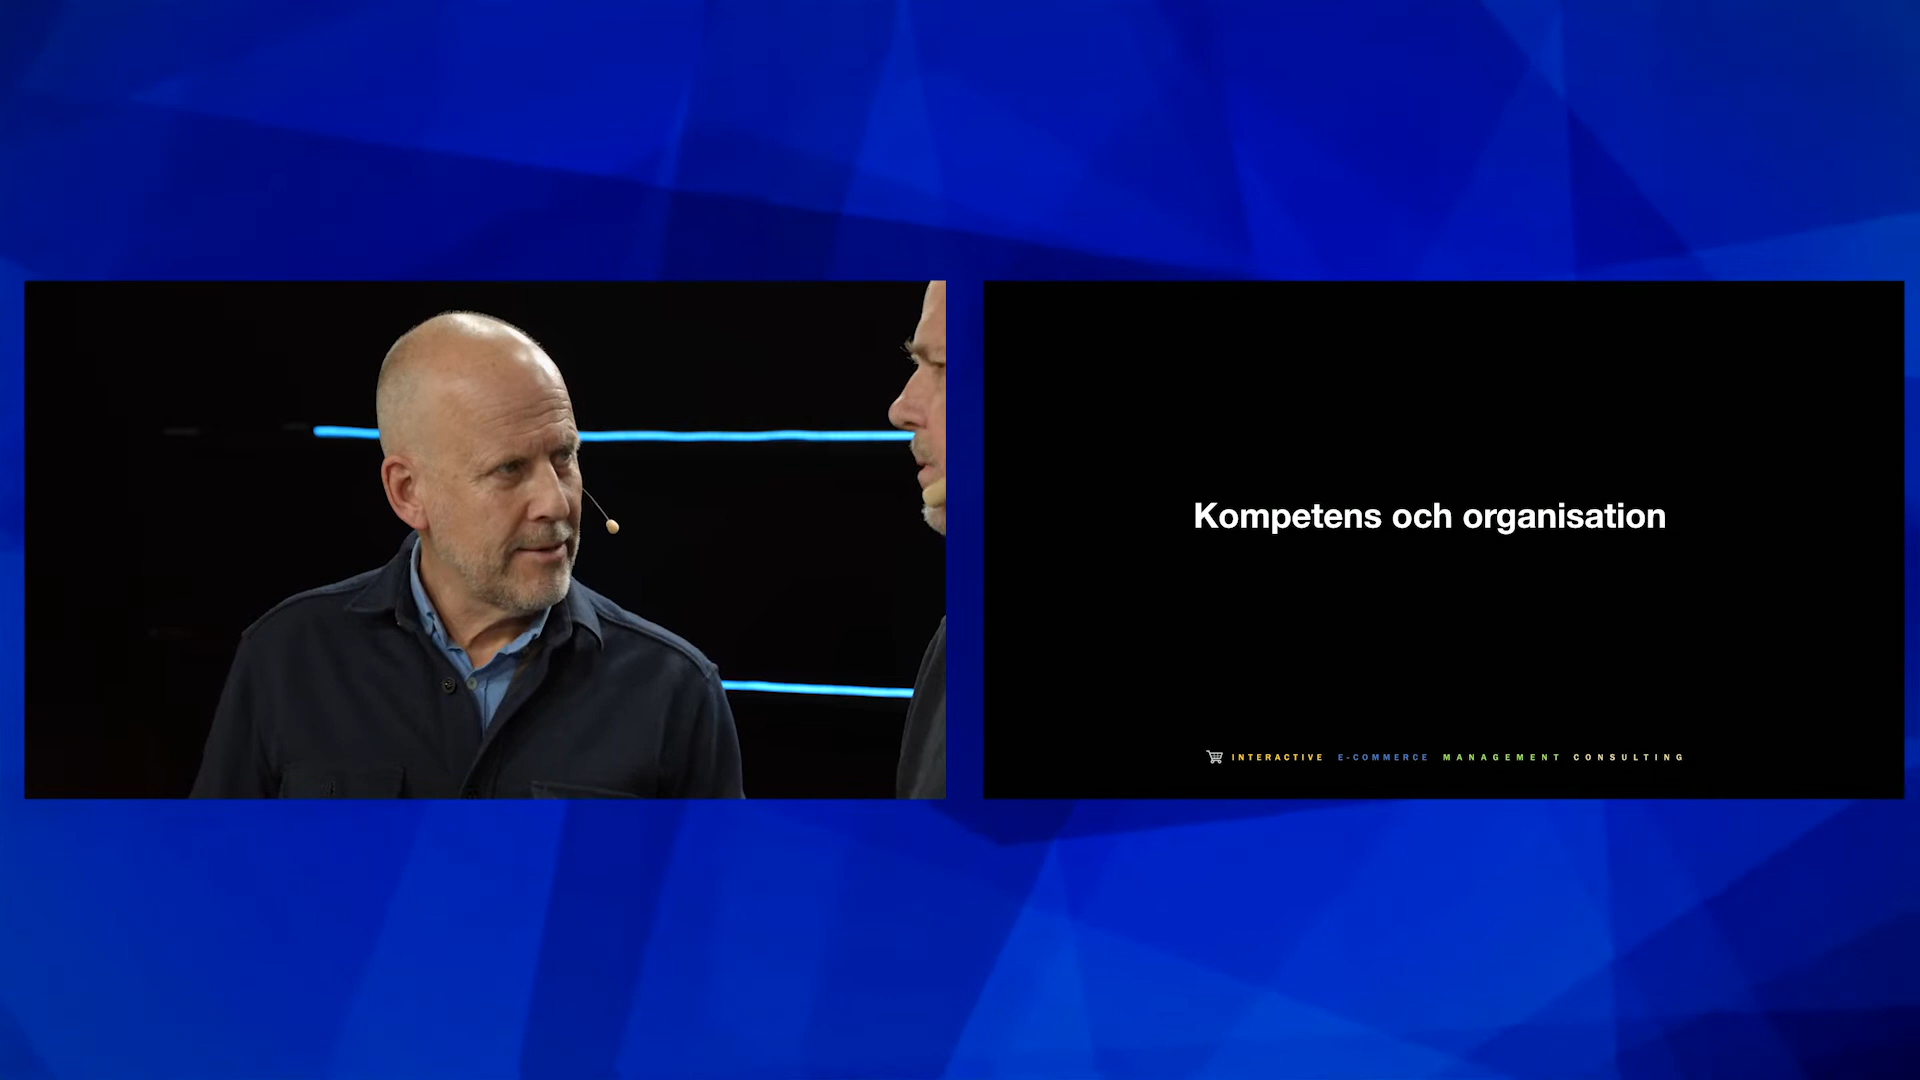 Kompetens och organisation
INTERACTIVE E-COMMERCE MANAGEMENT CONSULTING